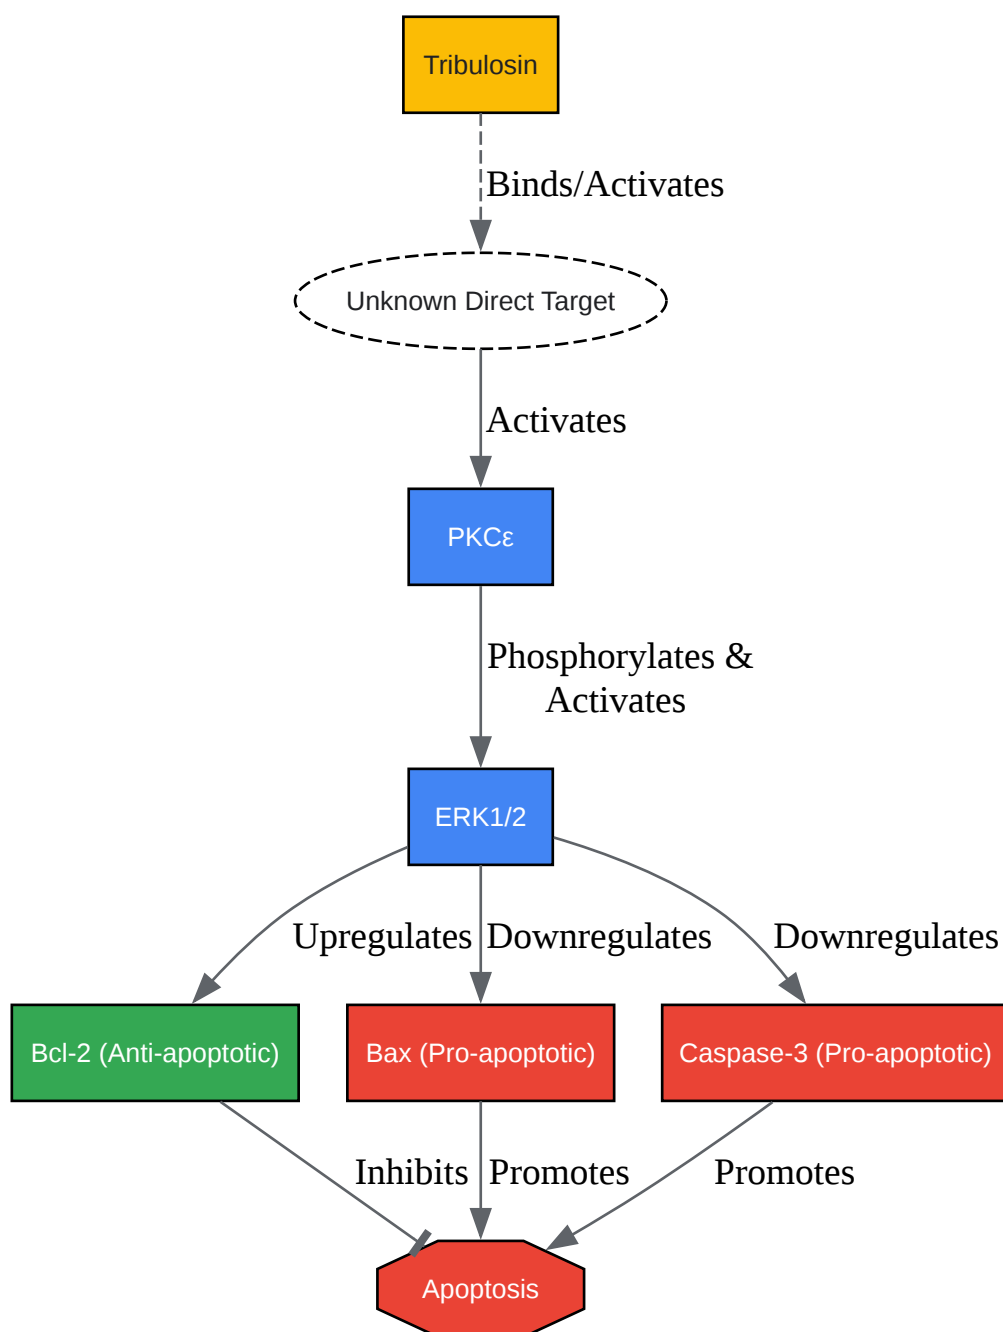 Tribulosin
Binds/Activates
Unknown Direct Target
Activates
PKCε
Phosphorylates &
Activates
ERK1/2
Upregulates
Downregulates
Downregulates
Bcl-2 (Anti-apoptotic)
Bax (Pro-apoptotic)
Caspase-3 (Pro-apoptotic)
Inhibits
Promotes
Promotes
Apoptosis